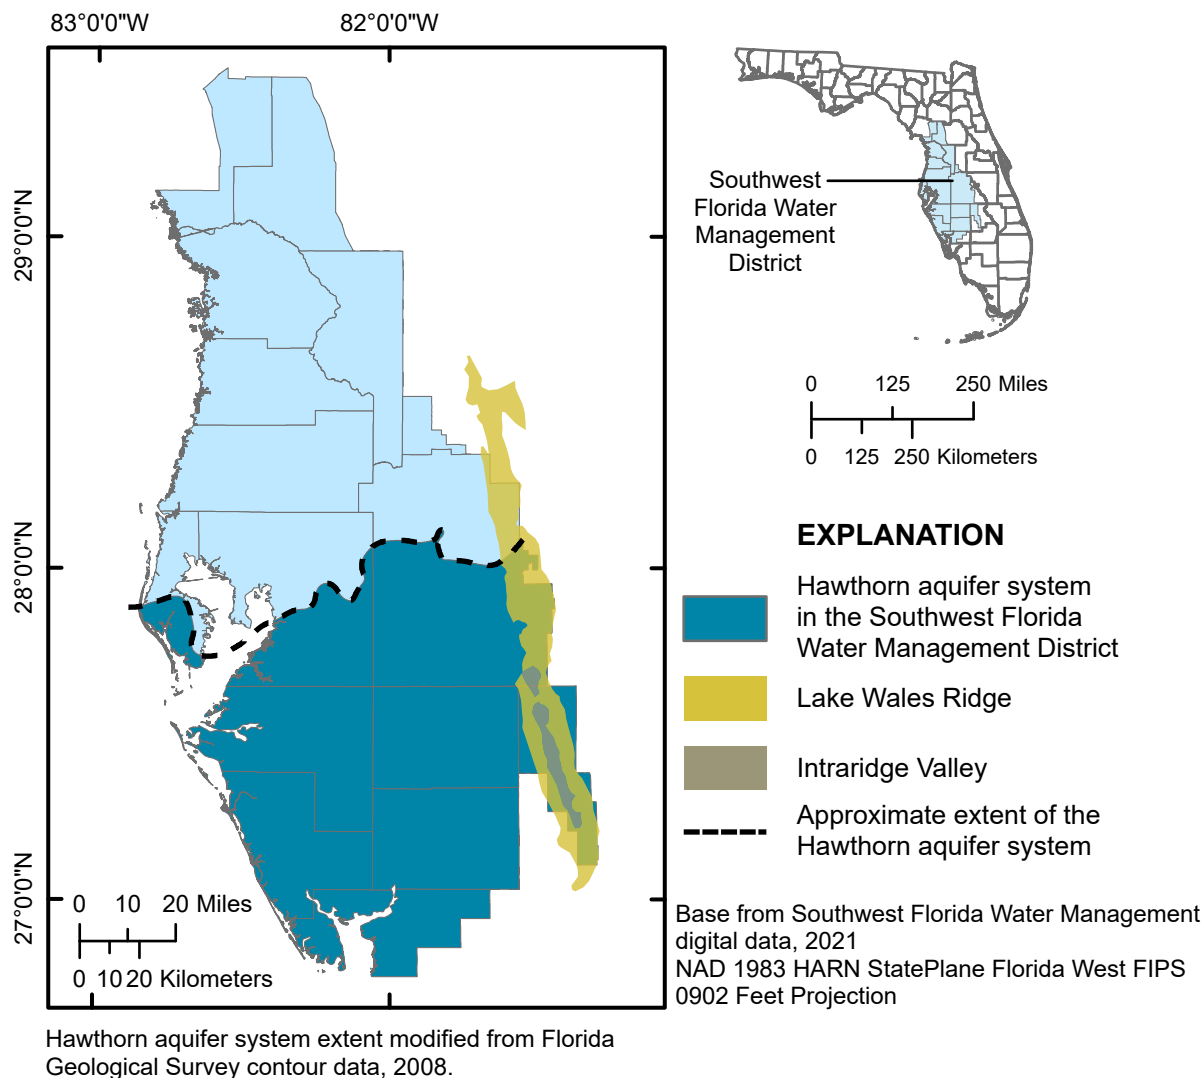 83°0'0"W
82°0'0"W
29°0'0"N
28°0'0"N
27°0'0"N
0 10 20 Miles
0 10 20 Kilometers
Southwest
Florida Water
Management
District
0 125 250 Miles
0 125 250 Kilometers
EXPLANATION
Hawthorn aquifer system
in the Southwest Florida
Water Management District
Lake Wales Ridge
Intraridge Valley
Approximate extent of the
Hawthorn aquifer system
Base from Southwest Florida Water Management
digital data, 2021
NAD 1983 HARN StatePlane Florida West FIPS
0902 Feet Projection
Hawthorn aquifer system extent modified from Florida
Geological Survey contour data, 2008.